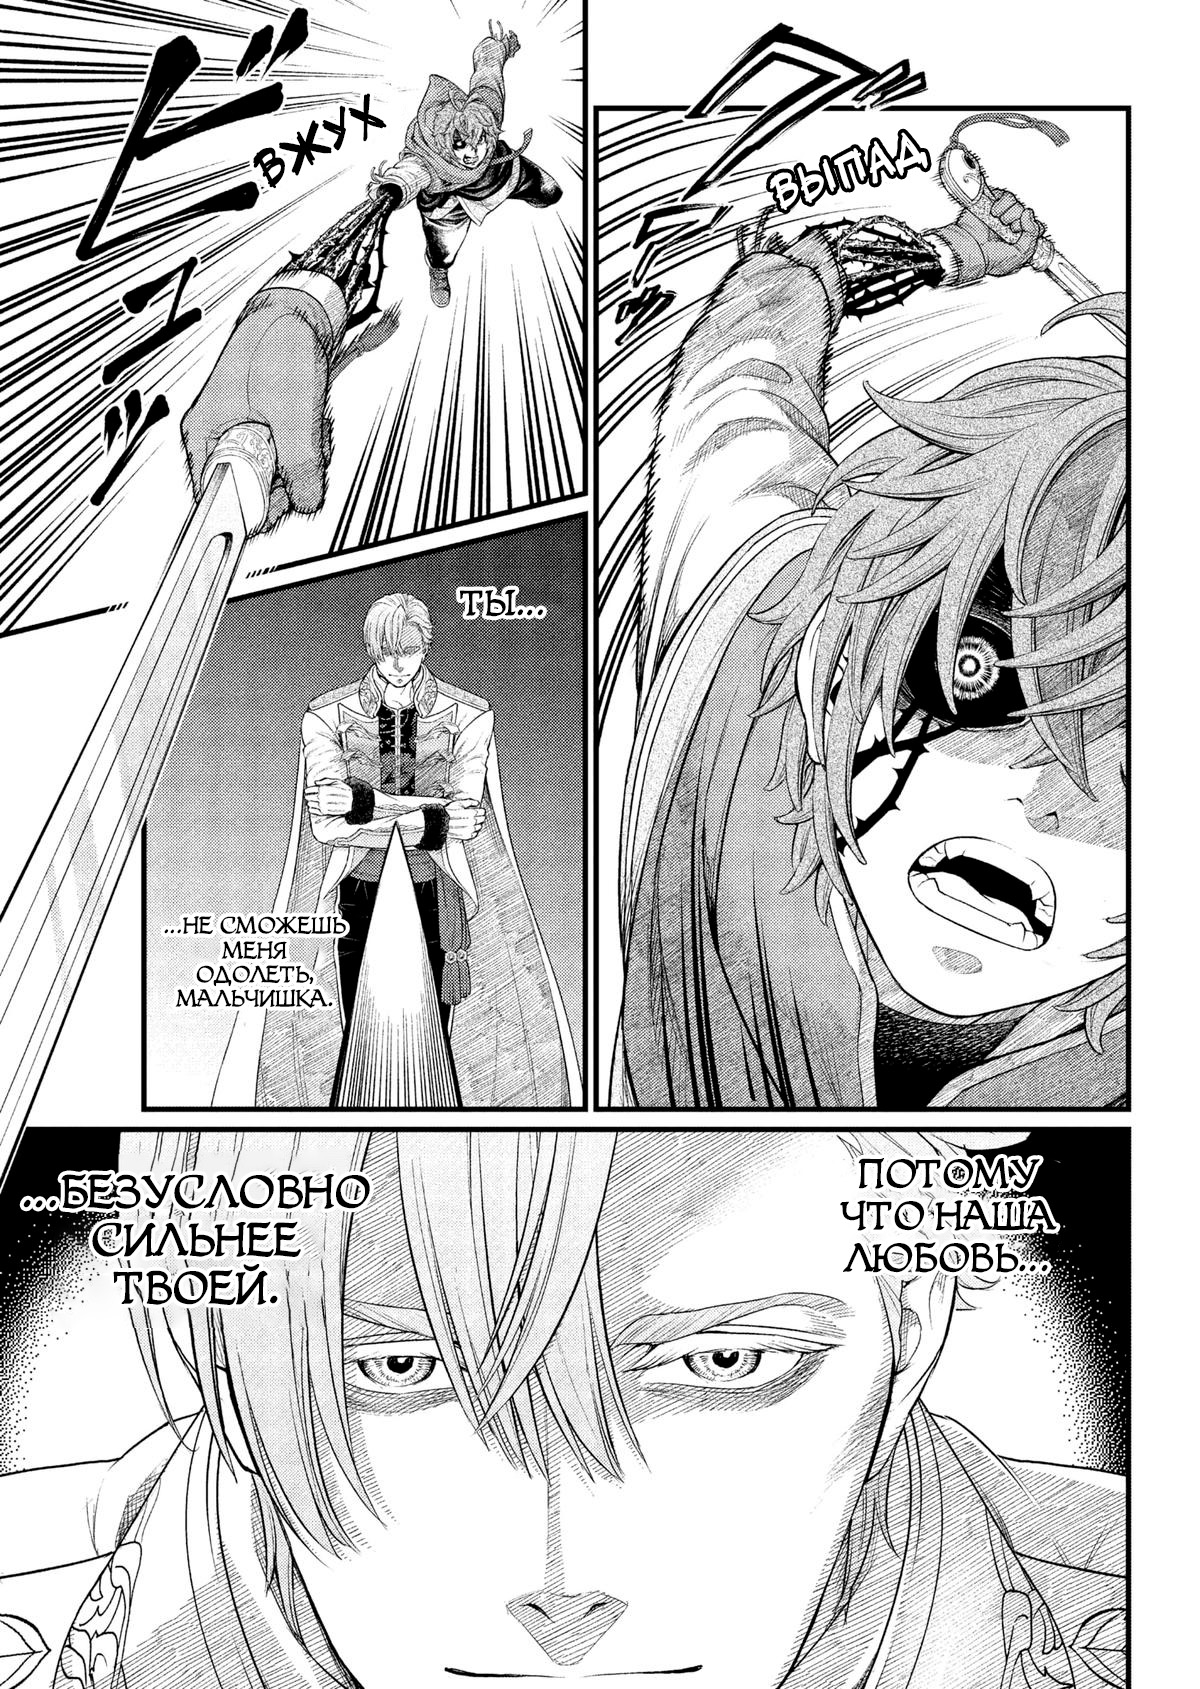 ВЫПАД
ВЖУХ
ビュッ
ТЫ...
...НЕ СМОЖЕШЬ
МЕНЯ
ОДОЛЕТЬ,
МАЛЬЧИШКА.
ПОТОМУ
ЧТО НАША
ЛЮБОВЬ...
...БЕЗУСЛОВНО
СИЛЬНЕЕ
ТВОЕЙ.